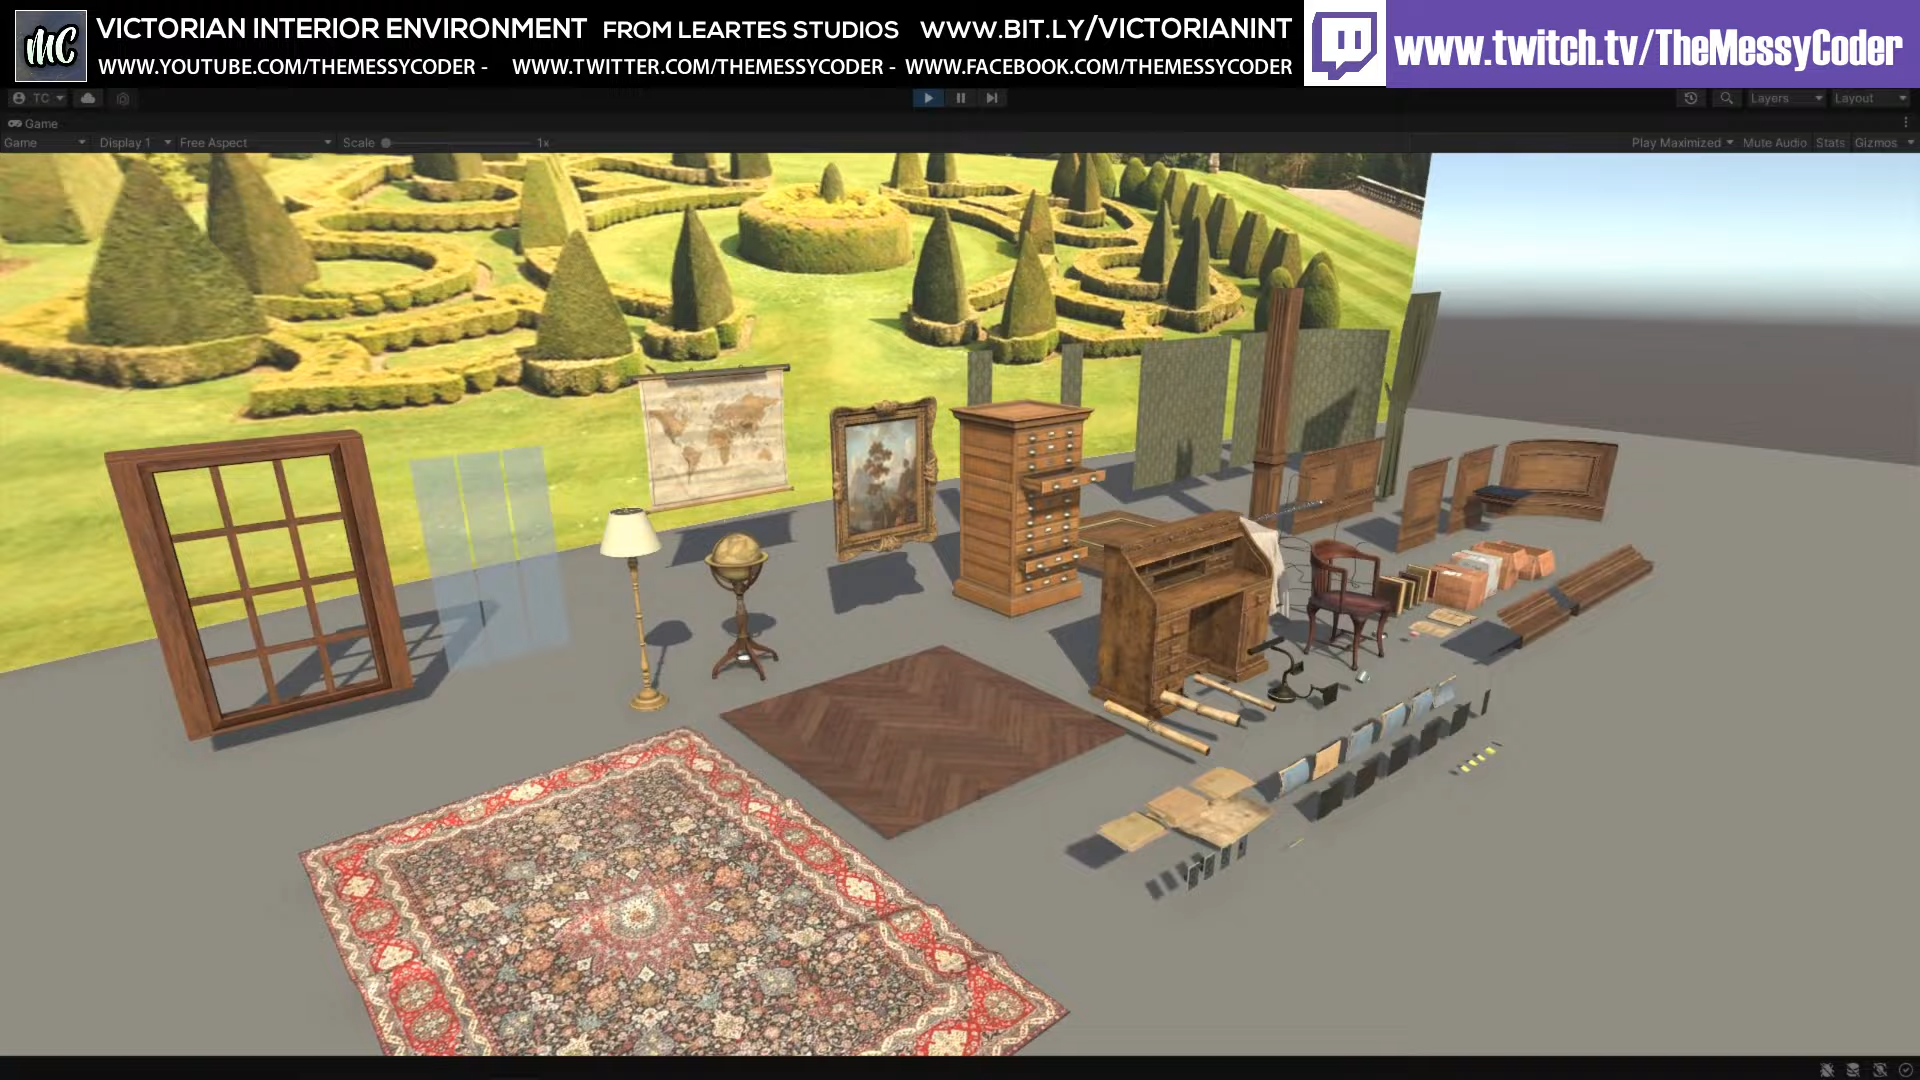 MC
VICTORIAN INTERIOR ENVIRONMENT FROM LEARTES STUDIOS WWW.BIT.LY/VICTORIANINT
WWW.YOUTUBE.COM/THEMESSYCODER - WWW.TWITTER.COM/THEMESSYCODER - WWW.FACEBOOK.COM/THEMESSYCODER
www.twitch.tv/TheMessyCoder
TC
Layers
Layout
Game
Game
Display 1
Free Aspect
Scale
1x
Play Maximized
Mute Audio
Stats
Gizmos